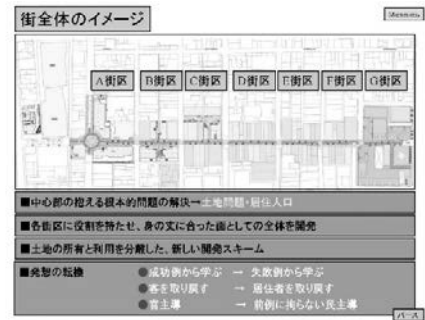 街全体のイメージ
A街区 B街区 C街区 D街区 E街区 F街区 G街区
■中心部の抱える根本的問題の解決→土地問題・居住人口
■各街区に役割を持たせ、身の丈に合った面としての全体を開発
■土地の所有と利用を分離した、新しい開発スキーム
■発想の転換 ●成功例から学ぶ → 失敗例から学ぶ
●客を取り戻す → 居住者を取り戻す
●官主導 → 前例に拘らない民主導
パース